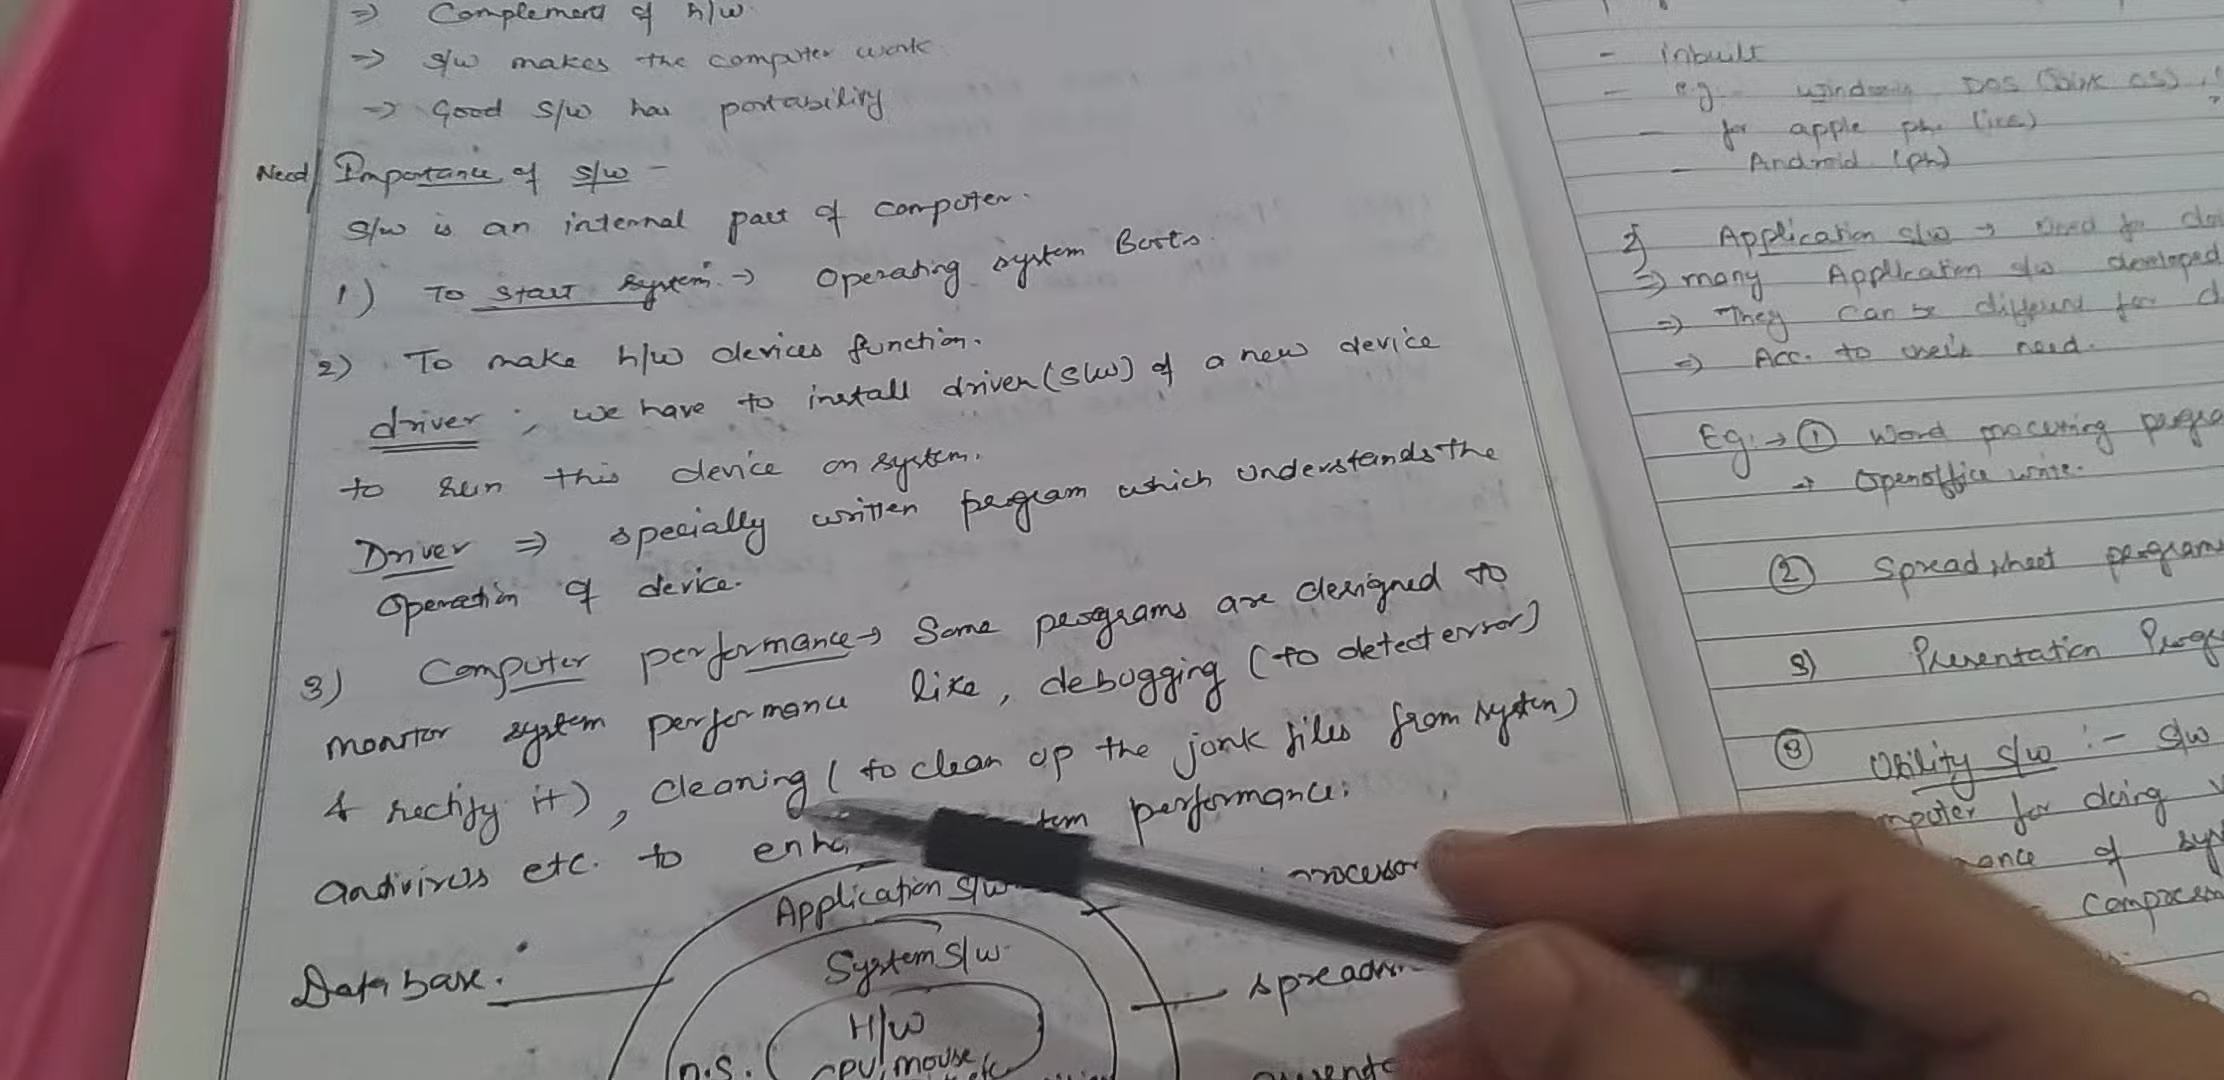 ⇒ Complement of h/w
⇒ S/w makes the computer work
→ Good S/w has portability
Need/ Importance of S/w -
S/w is an internal part of computer.
1) To start system. → Operating system Boots
2) To make h/w devices function.
driver : we have to install driver (S/w) of a new device
to run this device on system.
Driver ⇒ specially written program which understands the
operation of device.
3) Computer performance → Some programs are designed to
monitor system performance like, debugging (to detect error)
& rectify it), cleaning ( to clean up the junk files from system)
antivirus etc. to performance.
Application S/w
System S/w
Database.
H/W
CPU, mouse
O.S.
- inbuilt
- e.g. windows, DOS
- for apple ph.
- Android (ph)
2) Application S/w → need for
⇒ many Application S/w developed
⇒ They can be different for
⇒ Acc. to their need.
Eg: → ① Word processing
→ Openoffice write.
② Spreadsheet program
3) Presentation
③ Utility S/w :- S/w
for doing
of